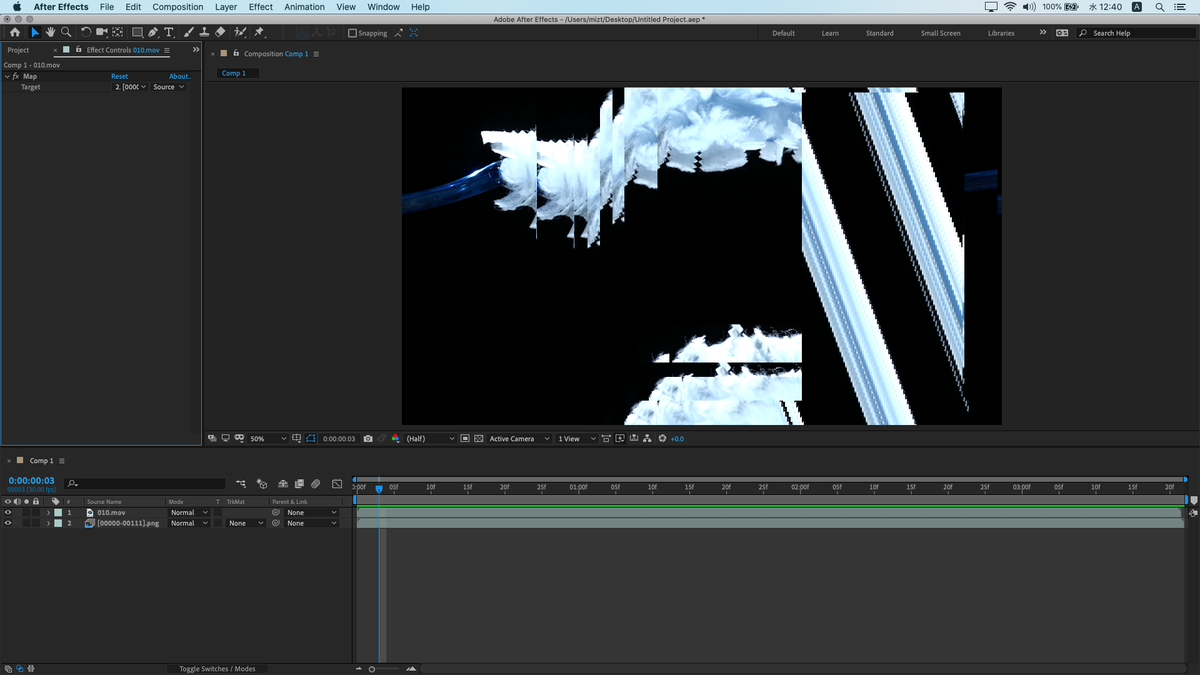 After Effects File Edit Composition Layer Effect Animation View Window Help 100% 水 12:40 A
Adobe After Effects - /Users/mizt/Desktop/Untitled Project.aep *
Snapping Default Learn Standard Small Screen Libraries >> Search Help
Project × Effect Controls 010.mov ≡ >>
× Composition Comp 1 ≡
Comp 1 • 010.mov
Comp 1
fx Map Reset About..
Target 2. [000( Source
50% 0:00:00:03 (Half) Active Camera 1 View +0.0
× Comp 1 ≡
0:00:00:03
00003 (30.00 fps)
0:00f 05f 10f 15f 20f 25f 01:00f 05f 10f 15f 20f 25f 02:00f 05f 10f 15f 20f 25f 03:00f 05f 10f 15f 20f
# Source Name Mode T TrkMat Parent & Link
1 010.mov Normal None
2 [00000-00111].png Normal None None
Toggle Switches / Modes